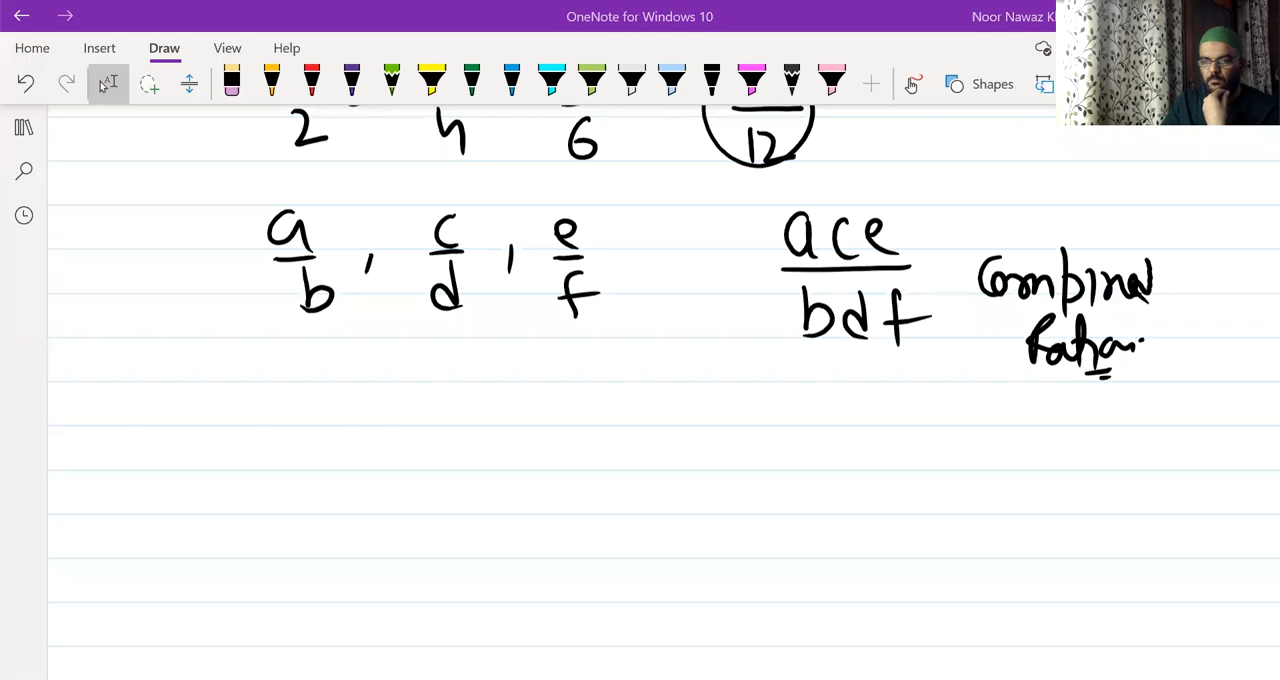 OneNote for Windows 10
Noor Nawaz K
Home Insert Draw View Help
Shapes
2 4 6 12
a/b , c/d , e/f ace/bdf
Combined
Ratio